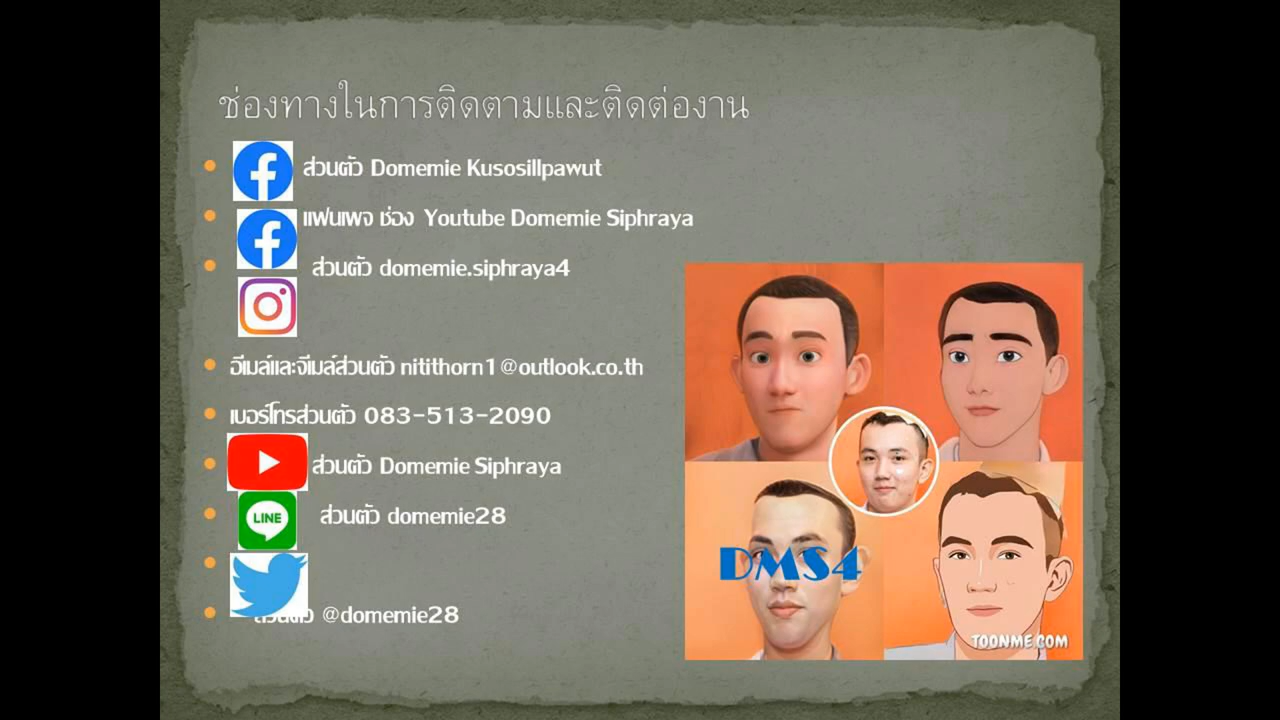 ช่องทางในการติดตามและติดต่องาน
ส่วนตัว Domemie Kusosillpawut
แฟนเพจ ช่อง Youtube Domemie Siphraya
ส่วนตัว domemie.siphraya4
อีเมล์และจีเมล์ส่วนตัว nitithorn1@outlook.co.th
เบอร์โทรส่วนตัว 083-513-2090
ส่วนตัว Domemie Siphraya
LINE
ส่วนตัว domemie28
ส่วนตัว @domemie28
DMS4
TOONME.COM